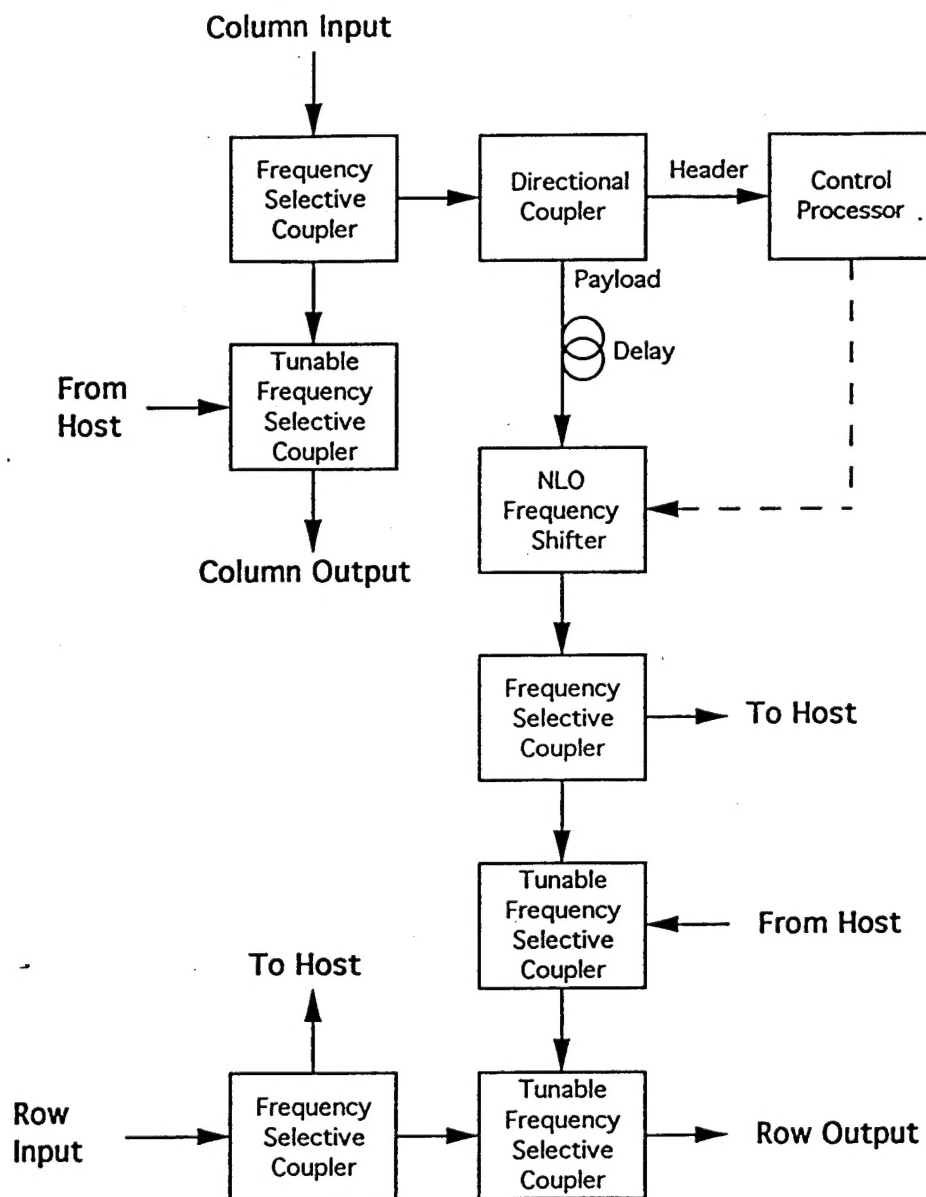 Column Input
Frequency
Selective
Coupler
Directional
Coupler
Header
Control
Processor
Payload
Delay
From
Host
Tunable
Frequency
Selective
Coupler
NLO
Frequency
Shifter
Column Output
Frequency
Selective
Coupler
To Host
Tunable
Frequency
Selective
Coupler
From Host
To Host
Row
Input
Frequency
Selective
Coupler
Tunable
Frequency
Selective
Coupler
Row Output